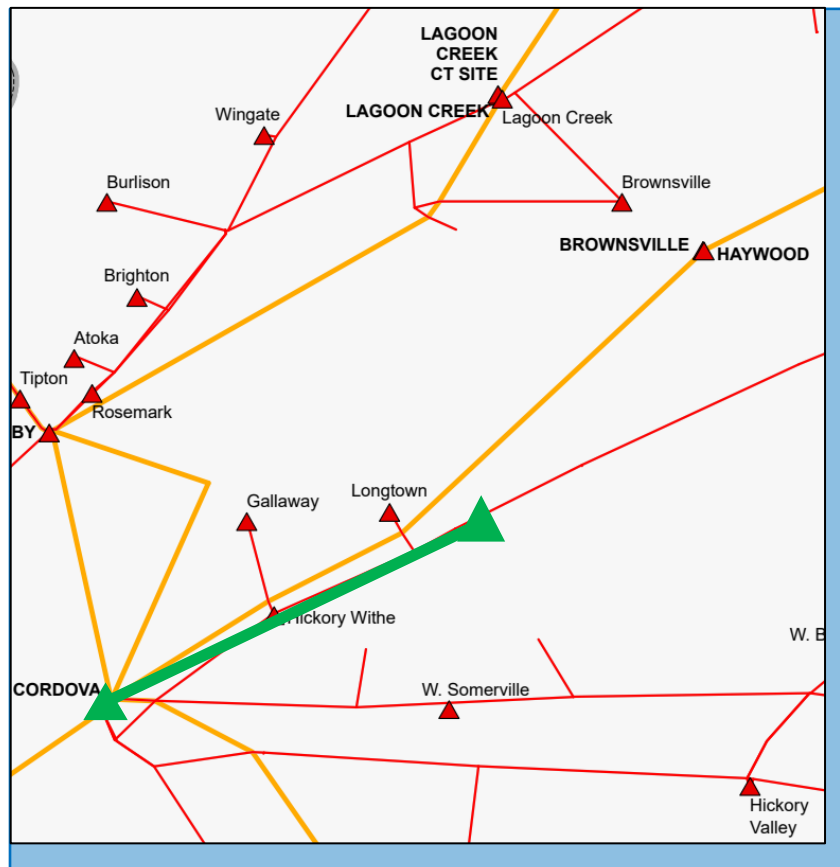 LAGOON
CREEK
CT SITE
Wingate
LAGOON CREEK
Lagoon Creek
Burlison
Brownsville
BROWNSVILLE
HAYWOOD
Brighton
Atoka
Tipton
Rosemark
BY
Gallaway
Longtown
Hickory Withe
W. B
CORDOVA
W. Somerville
Hickory
Valley